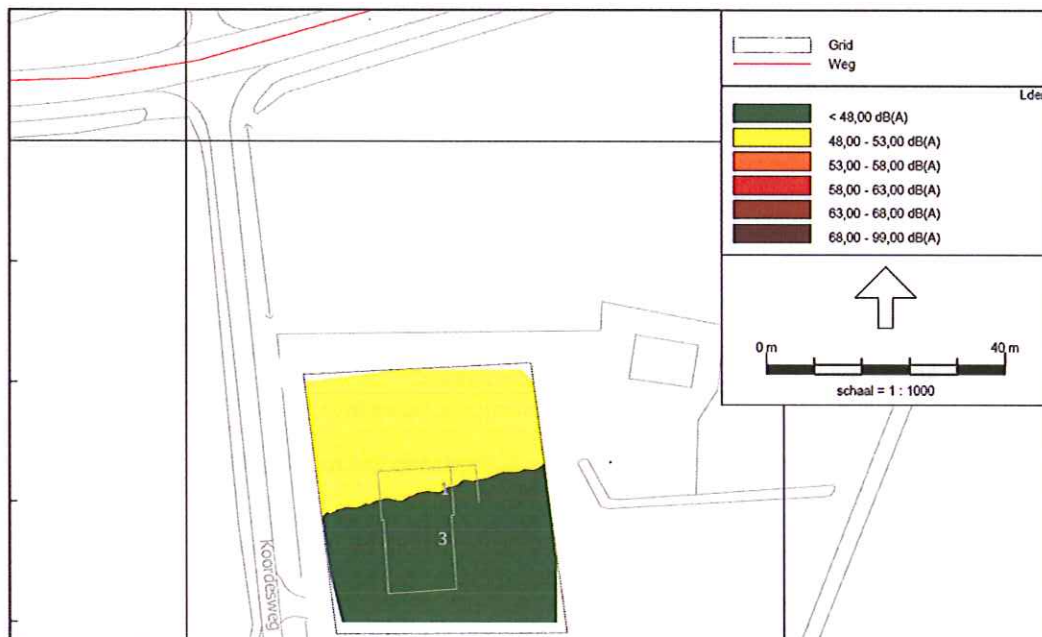 Grid
Weg
Lde
< 48,00 dB(A)
48,00 - 53,00 dB(A)
53,00 - 58,00 dB(A)
58,00 - 63,00 dB(A)
63,00 - 68,00 dB(A)
68,00 - 99,00 dB(A)
0 m 40 m
schaal = 1 : 1000
1
3
Koordesweg